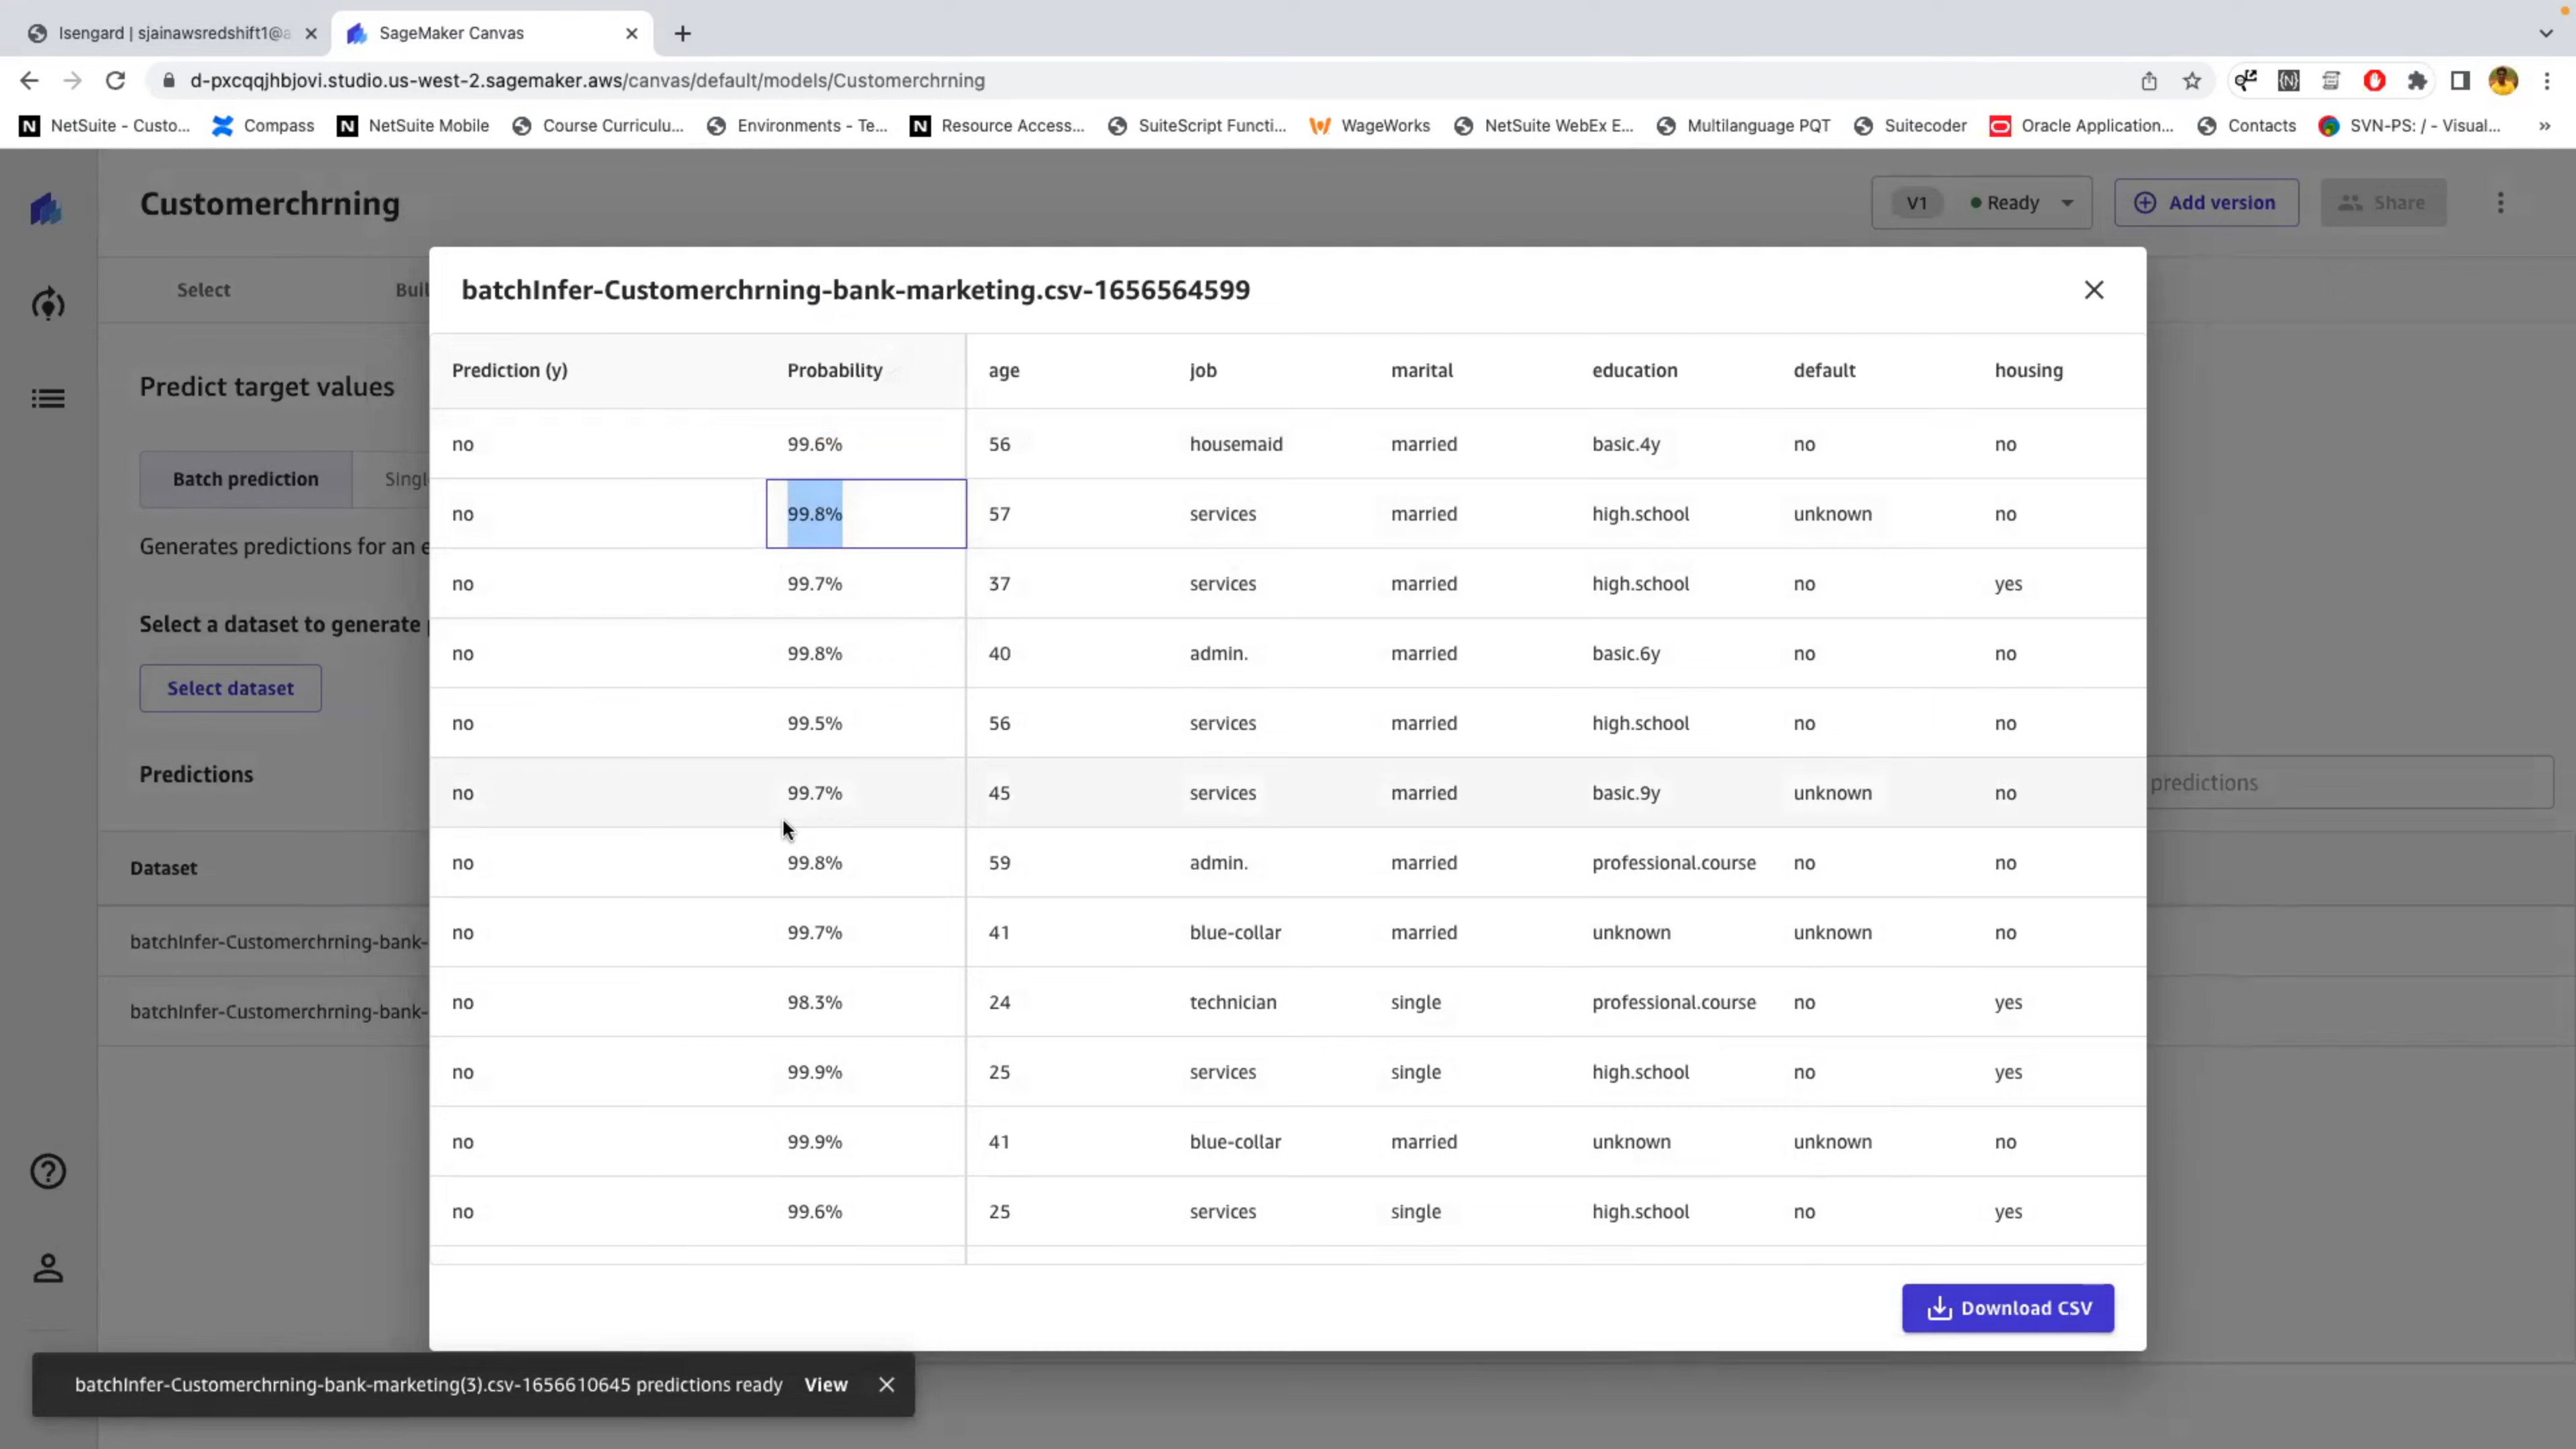 Isengard | sjainawsredshift1@a
SageMaker Canvas
d-pxcqqjhbjovi.studio.us-west-2.sagemaker.aws/canvas/default/models/Customerchrning
NetSuite - Custo... Compass NetSuite Mobile Course Curriculu... Environments - Te... Resource Access... SuiteScript Functi... WageWorks NetSuite WebEx E... Multilanguage PQT Suitecoder Oracle Application... Contacts SVN-PS: / - Visual... »
Customerchrning
V1 Ready Add version Share
Select Buil
batchInfer-Customerchrning-bank-marketing.csv-1656564599
Predict target values
Batch prediction Singl
Generates predictions for an e
Select a dataset to generate
Select dataset
Predictions
predictions
Dataset
batchInfer-Customerchrning-bank-
batchInfer-Customerchrning-bank-
Prediction (y) Probability age job marital education default housing
no 99.6% 56 housemaid married basic.4y no no
no 99.8% 57 services married high.school unknown no
no 99.7% 37 services married high.school no yes
no 99.8% 40 admin. married basic.6y no no
no 99.5% 56 services married high.school no no
no 99.7% 45 services married basic.9y unknown no
no 99.8% 59 admin. married professional.course no no
no 99.7% 41 blue-collar married unknown unknown no
no 98.3% 24 technician single professional.course no yes
no 99.9% 25 services single high.school no yes
no 99.9% 41 blue-collar married unknown unknown no
no 99.6% 25 services single high.school no yes
Download CSV
batchInfer-Customerchrning-bank-marketing(3).csv-1656610645 predictions ready View